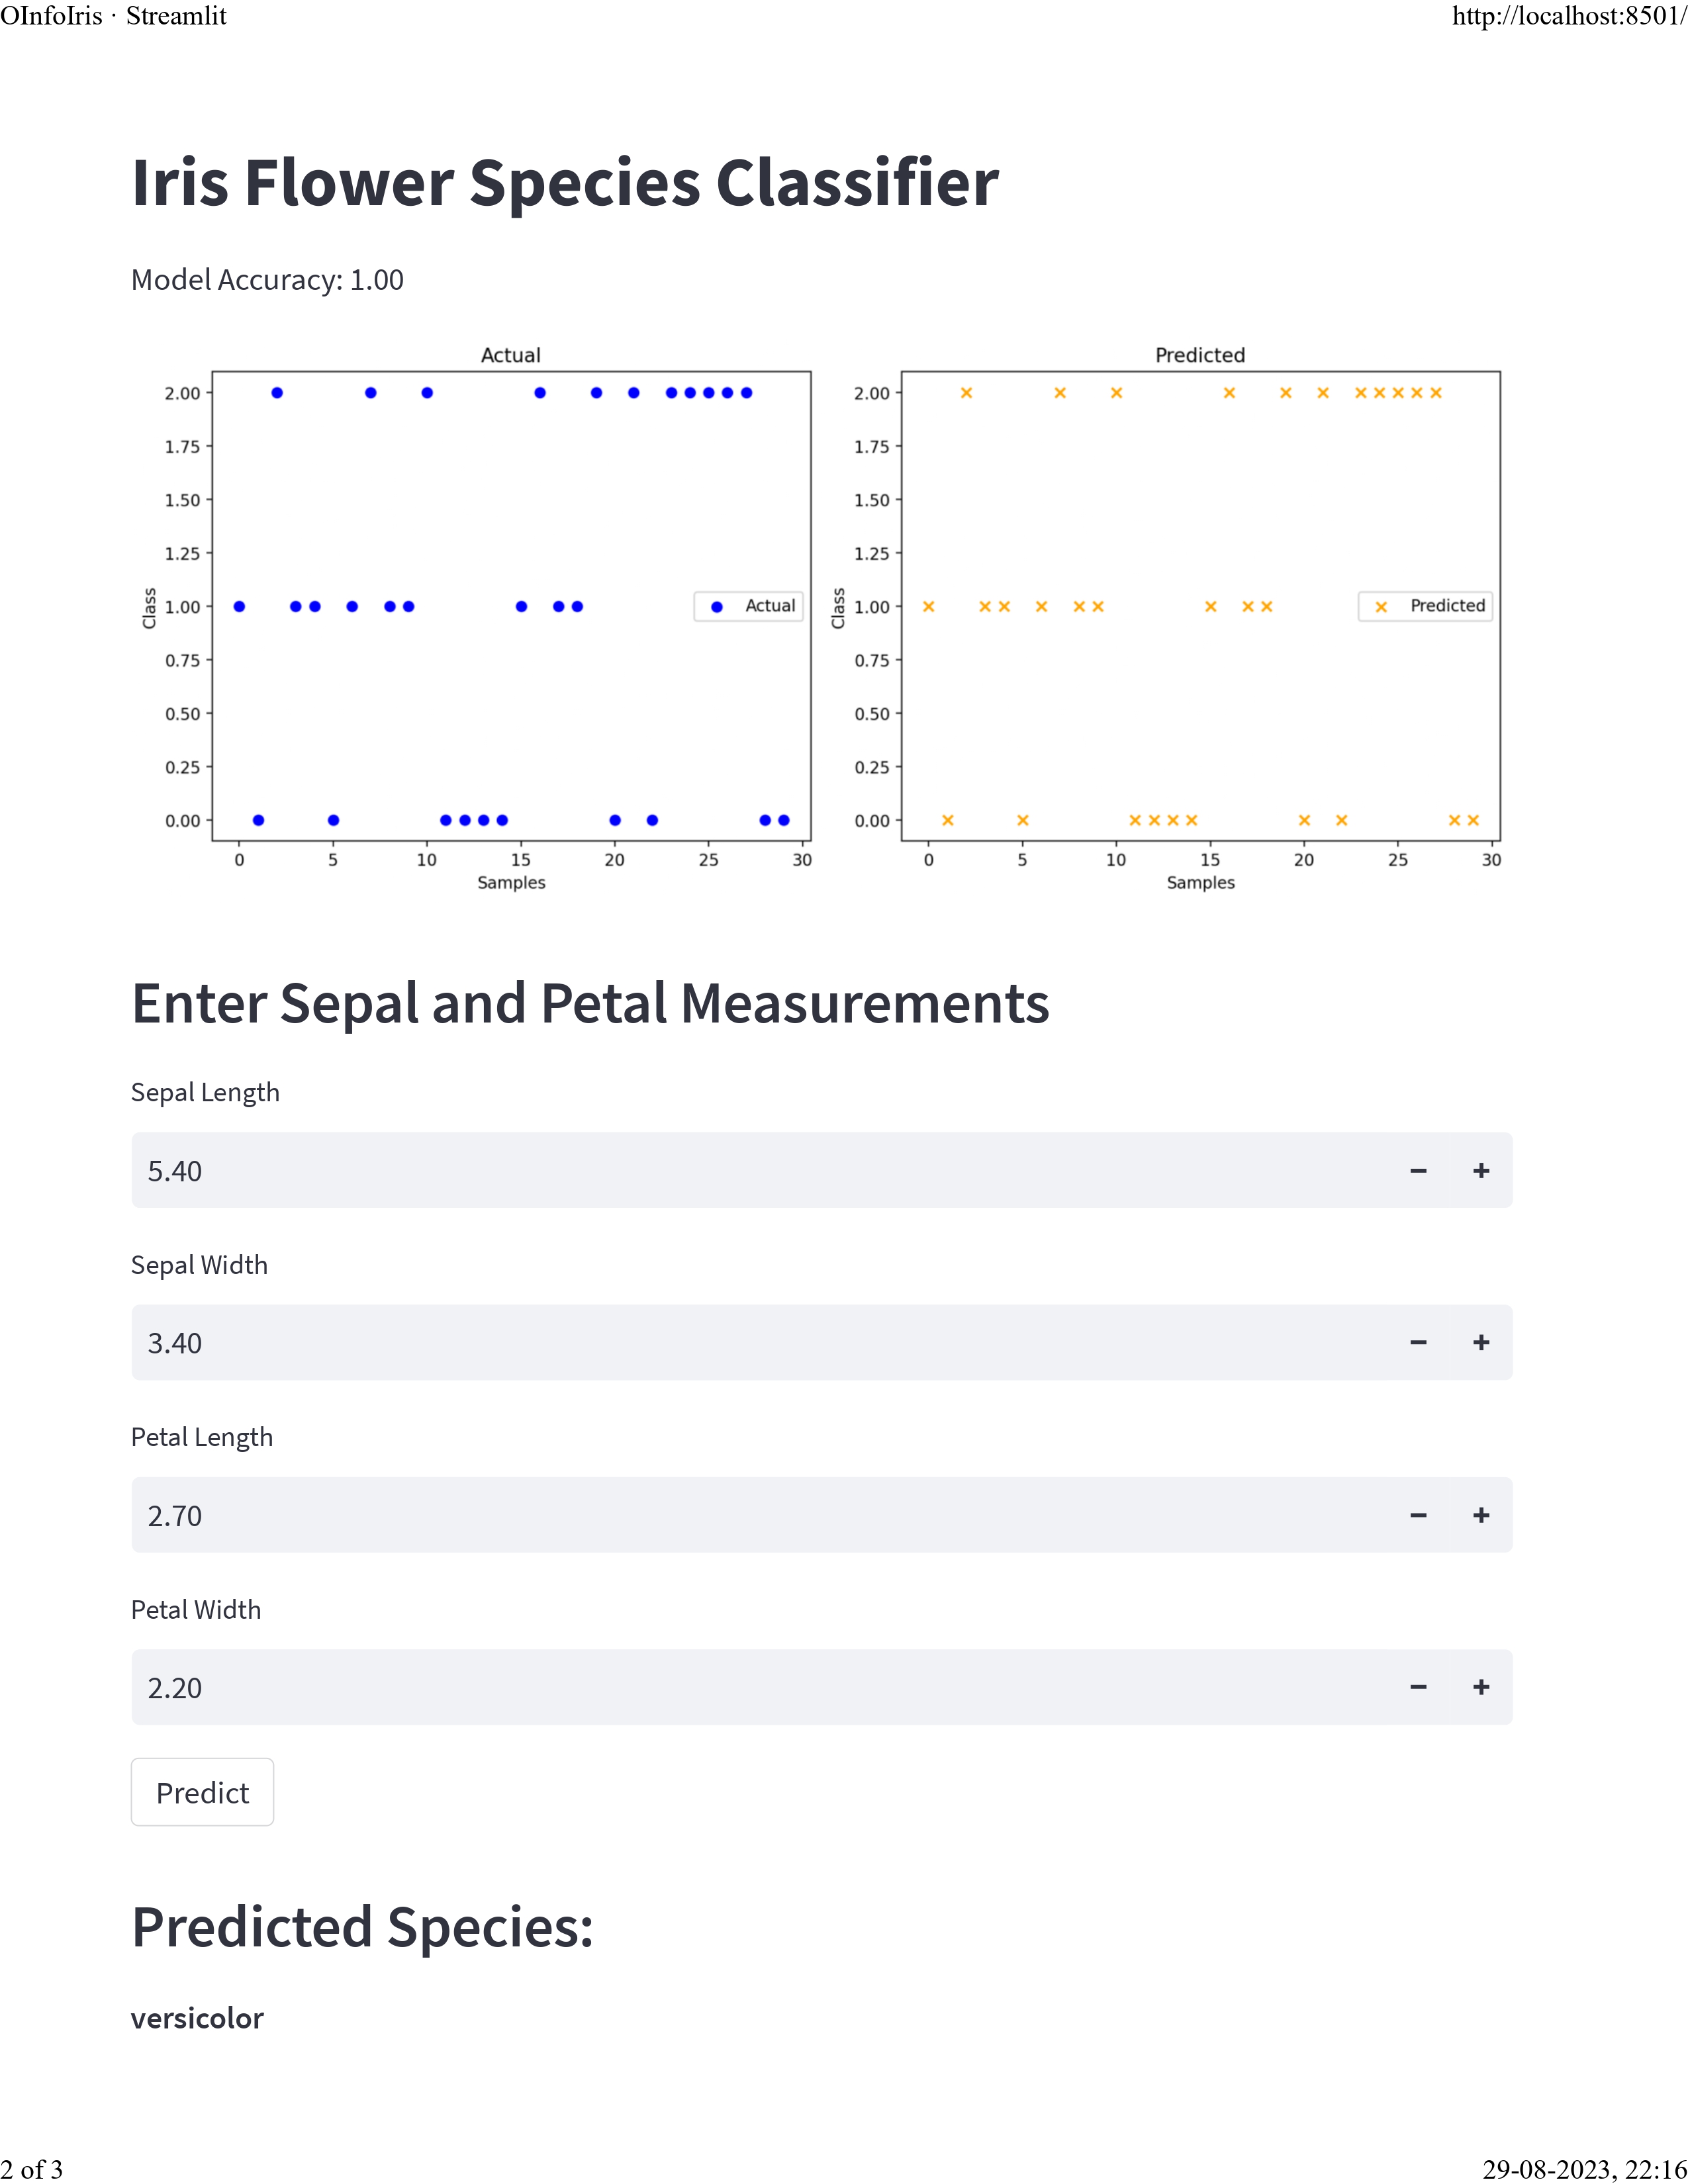 OInfoIris · Streamlit http://localhost:8501/
Iris Flower Species Classifier
Model Accuracy: 1.00
Actual
2.00
1.75
1.50
1.25
1.00
0.75
0.50
0.25
0.00
Class
Actual
0 5 10 15 20 25 30
Samples
Predicted
2.00
1.75
1.50
1.25
1.00
0.75
0.50
0.25
0.00
Class
Predicted
0 5 10 15 20 25 30
Samples
Enter Sepal and Petal Measurements
Sepal Length
5.40 − +
Sepal Width
3.40 − +
Petal Length
2.70 − +
Petal Width
2.20 − +
Predict
Predicted Species:
versicolor
2 of 3 29-08-2023, 22:16